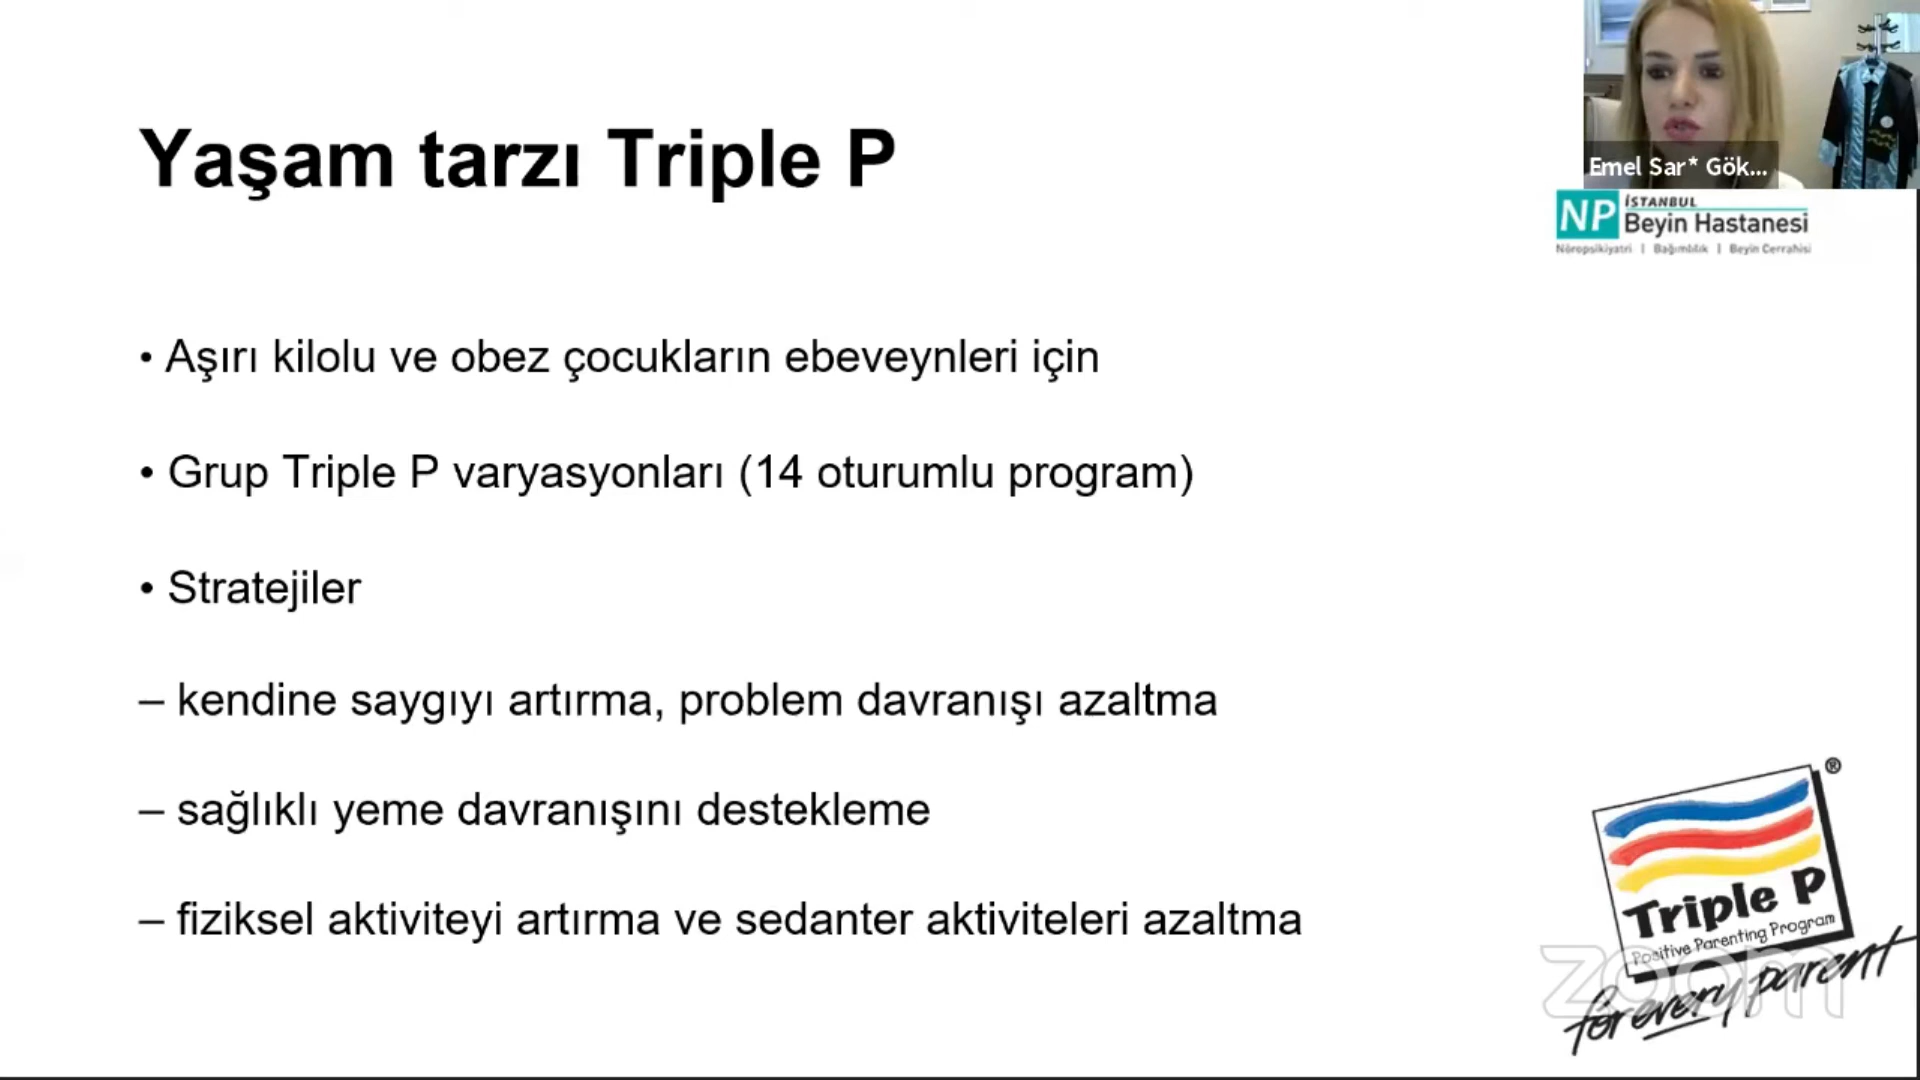 Yaşam tarzı Triple P
Emel Sar* Gök...
NP İSTANBUL
Beyin Hastanesi
Nöropsikiyatri | Bağımlılık | Beyin Cerrahisi
• Aşırı kilolu ve obez çocukların ebeveynleri için
• Grup Triple P varyasyonları (14 oturumlu program)
• Stratejiler
– kendine saygıyı artırma, problem davranışı azaltma
– sağlıklı yeme davranışını destekleme
– fiziksel aktiviteyi artırma ve sedanter aktiviteleri azaltma
®
Triple P
Positive Parenting Program
for every parent
zoom